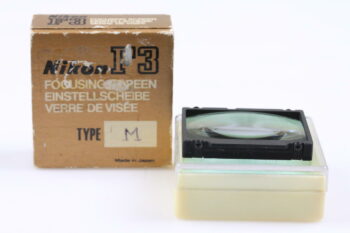 Nikon F3
FOCUSING SCREEN
EINSTELLSCHEIBE
VERRE DE VISÉE
TYPE M
Made in Japan